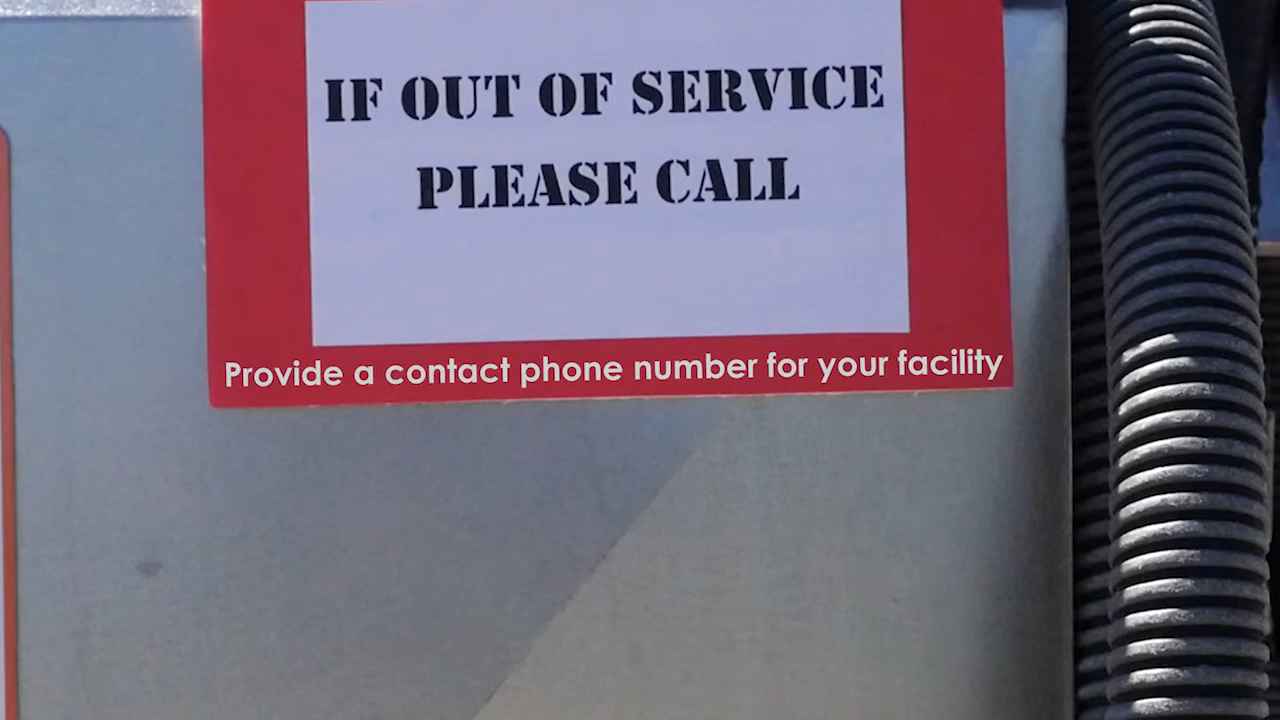 IF OUT OF SERVICE
PLEASE CALL
Provide a contact phone number for your facility